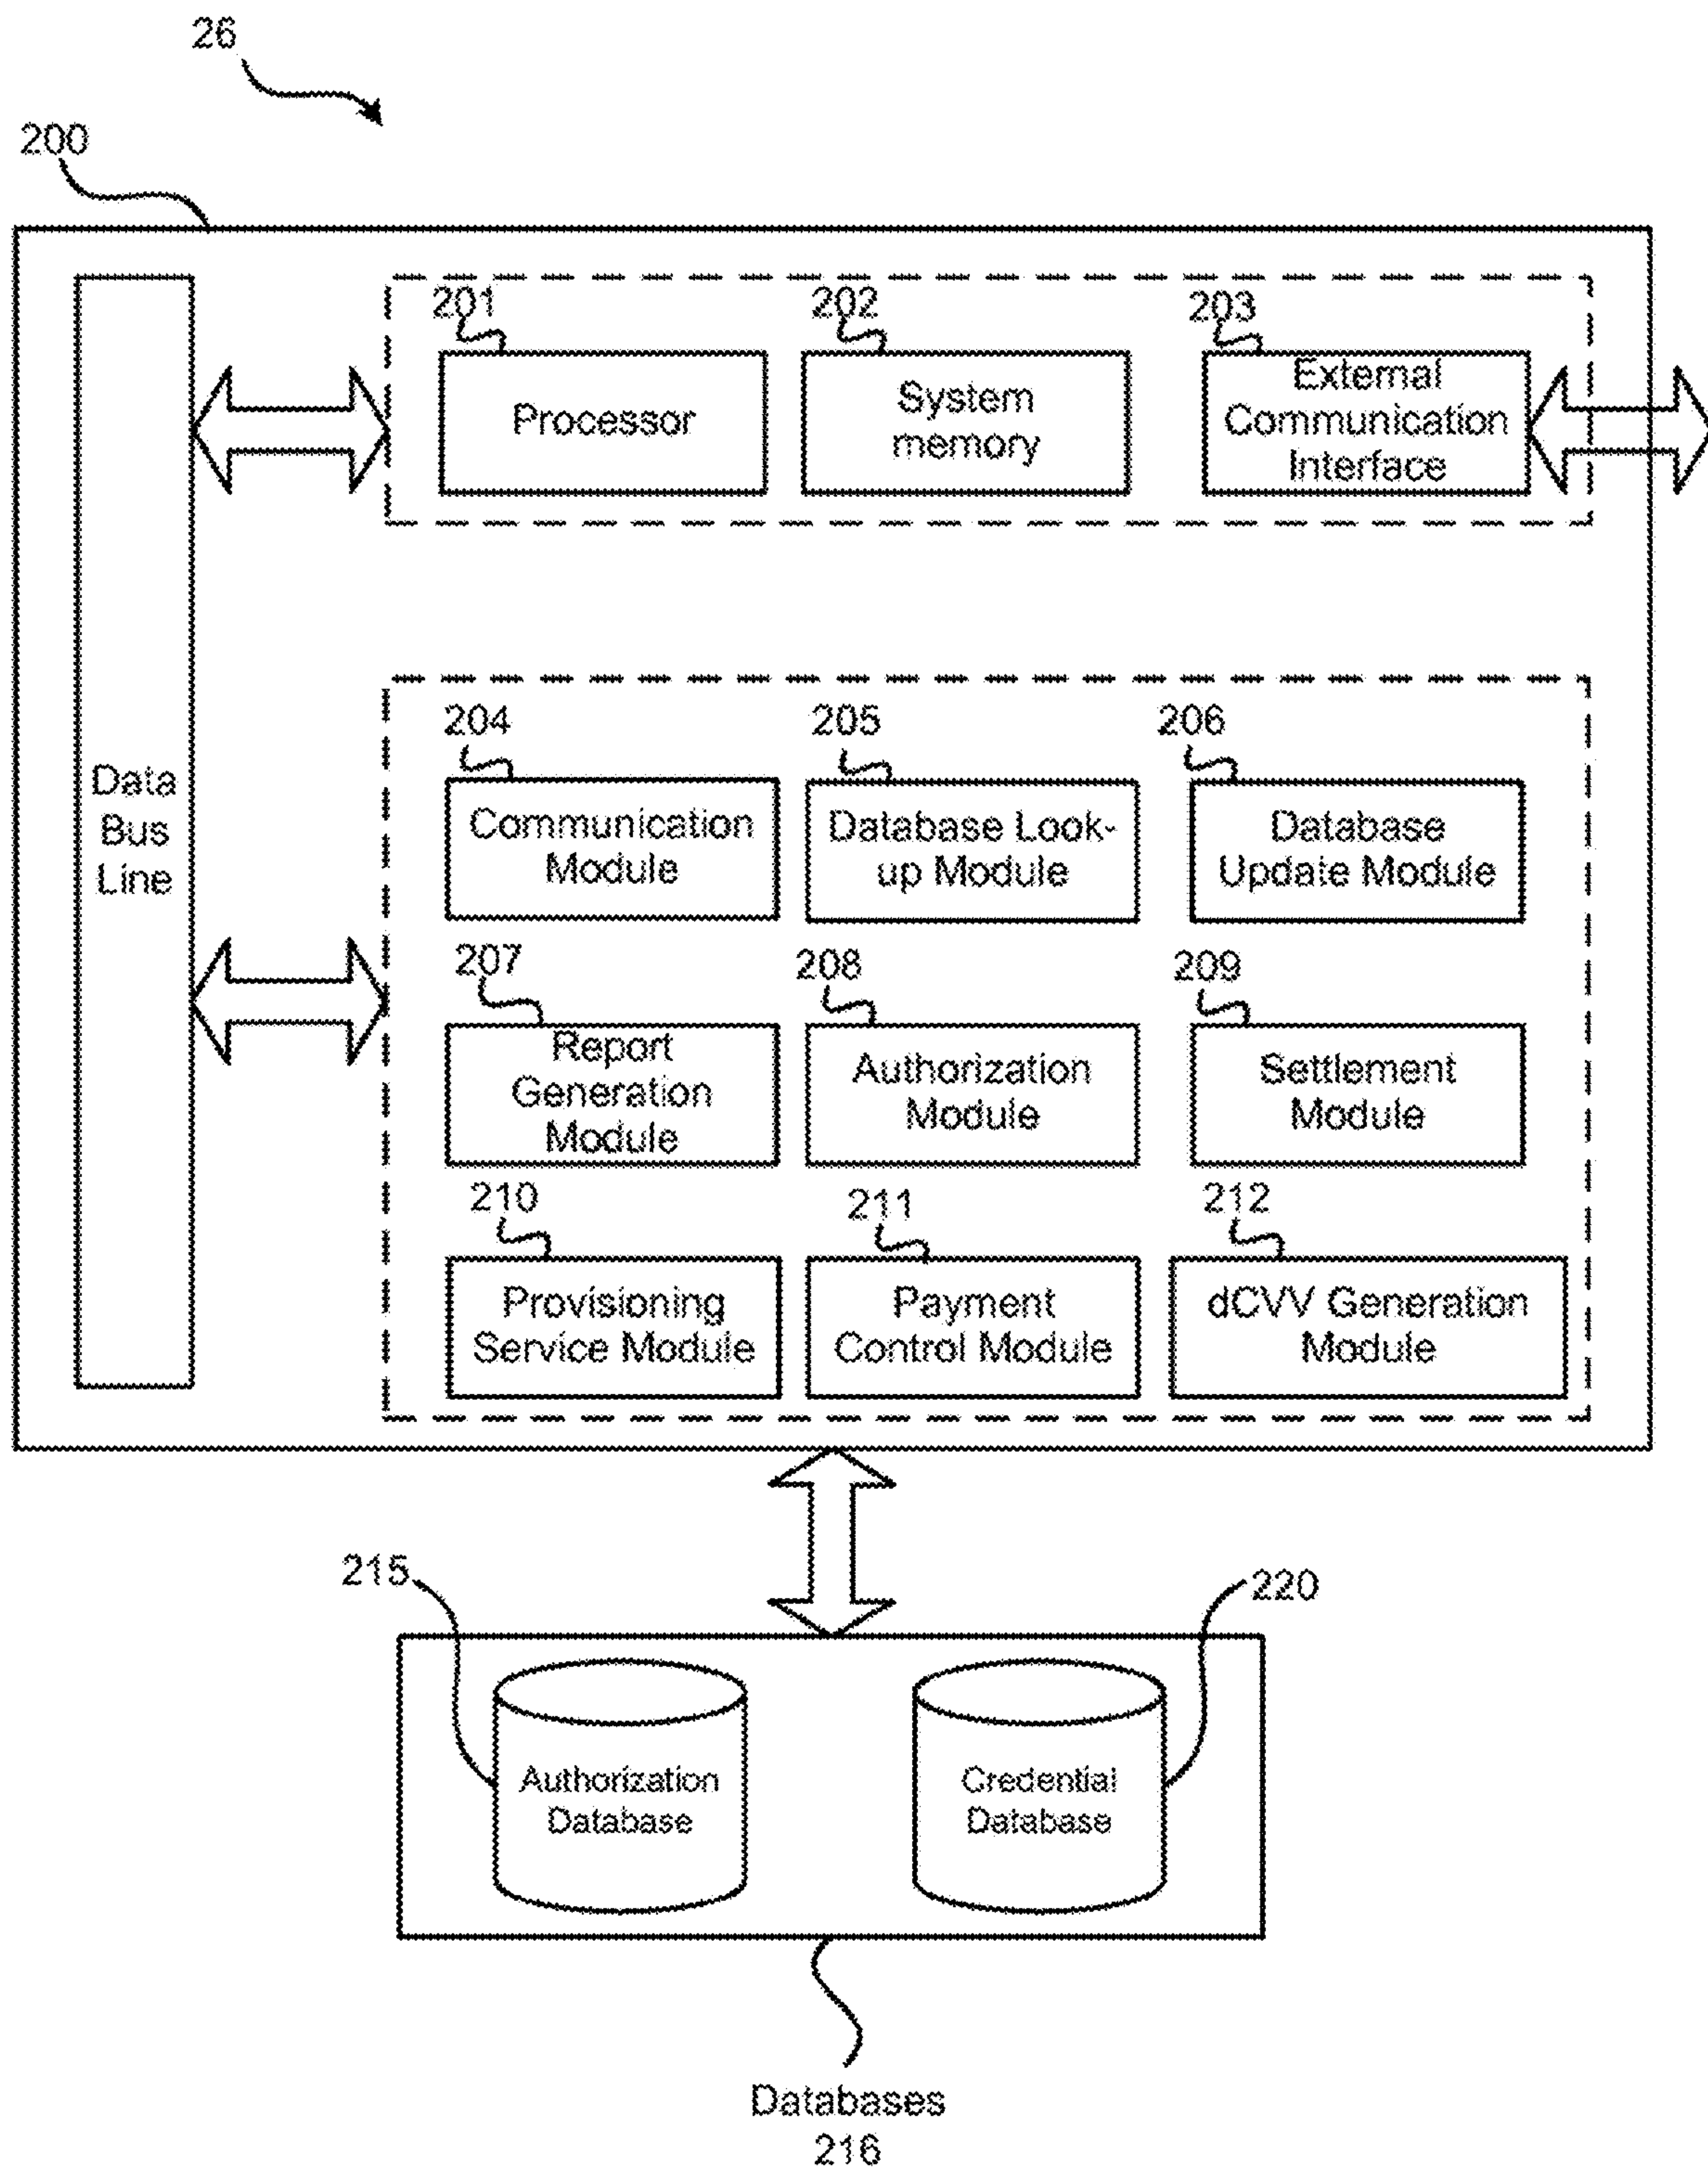 26
200
201
202
203
Processor
System
memory
External
Communication
Interface
Data
Bus
Line
204
205
206
Communication
Module
Database Look-
up Module
Database
Update Module
207
208
209
Report
Generation
Module
Authorization
Module
Settlement
Module
210
211
212
Provisioning
Service Module
Payment
Control Module
dCVV Generation
Module
215
220
Authorization
Database
Credential
Database
Databases
216